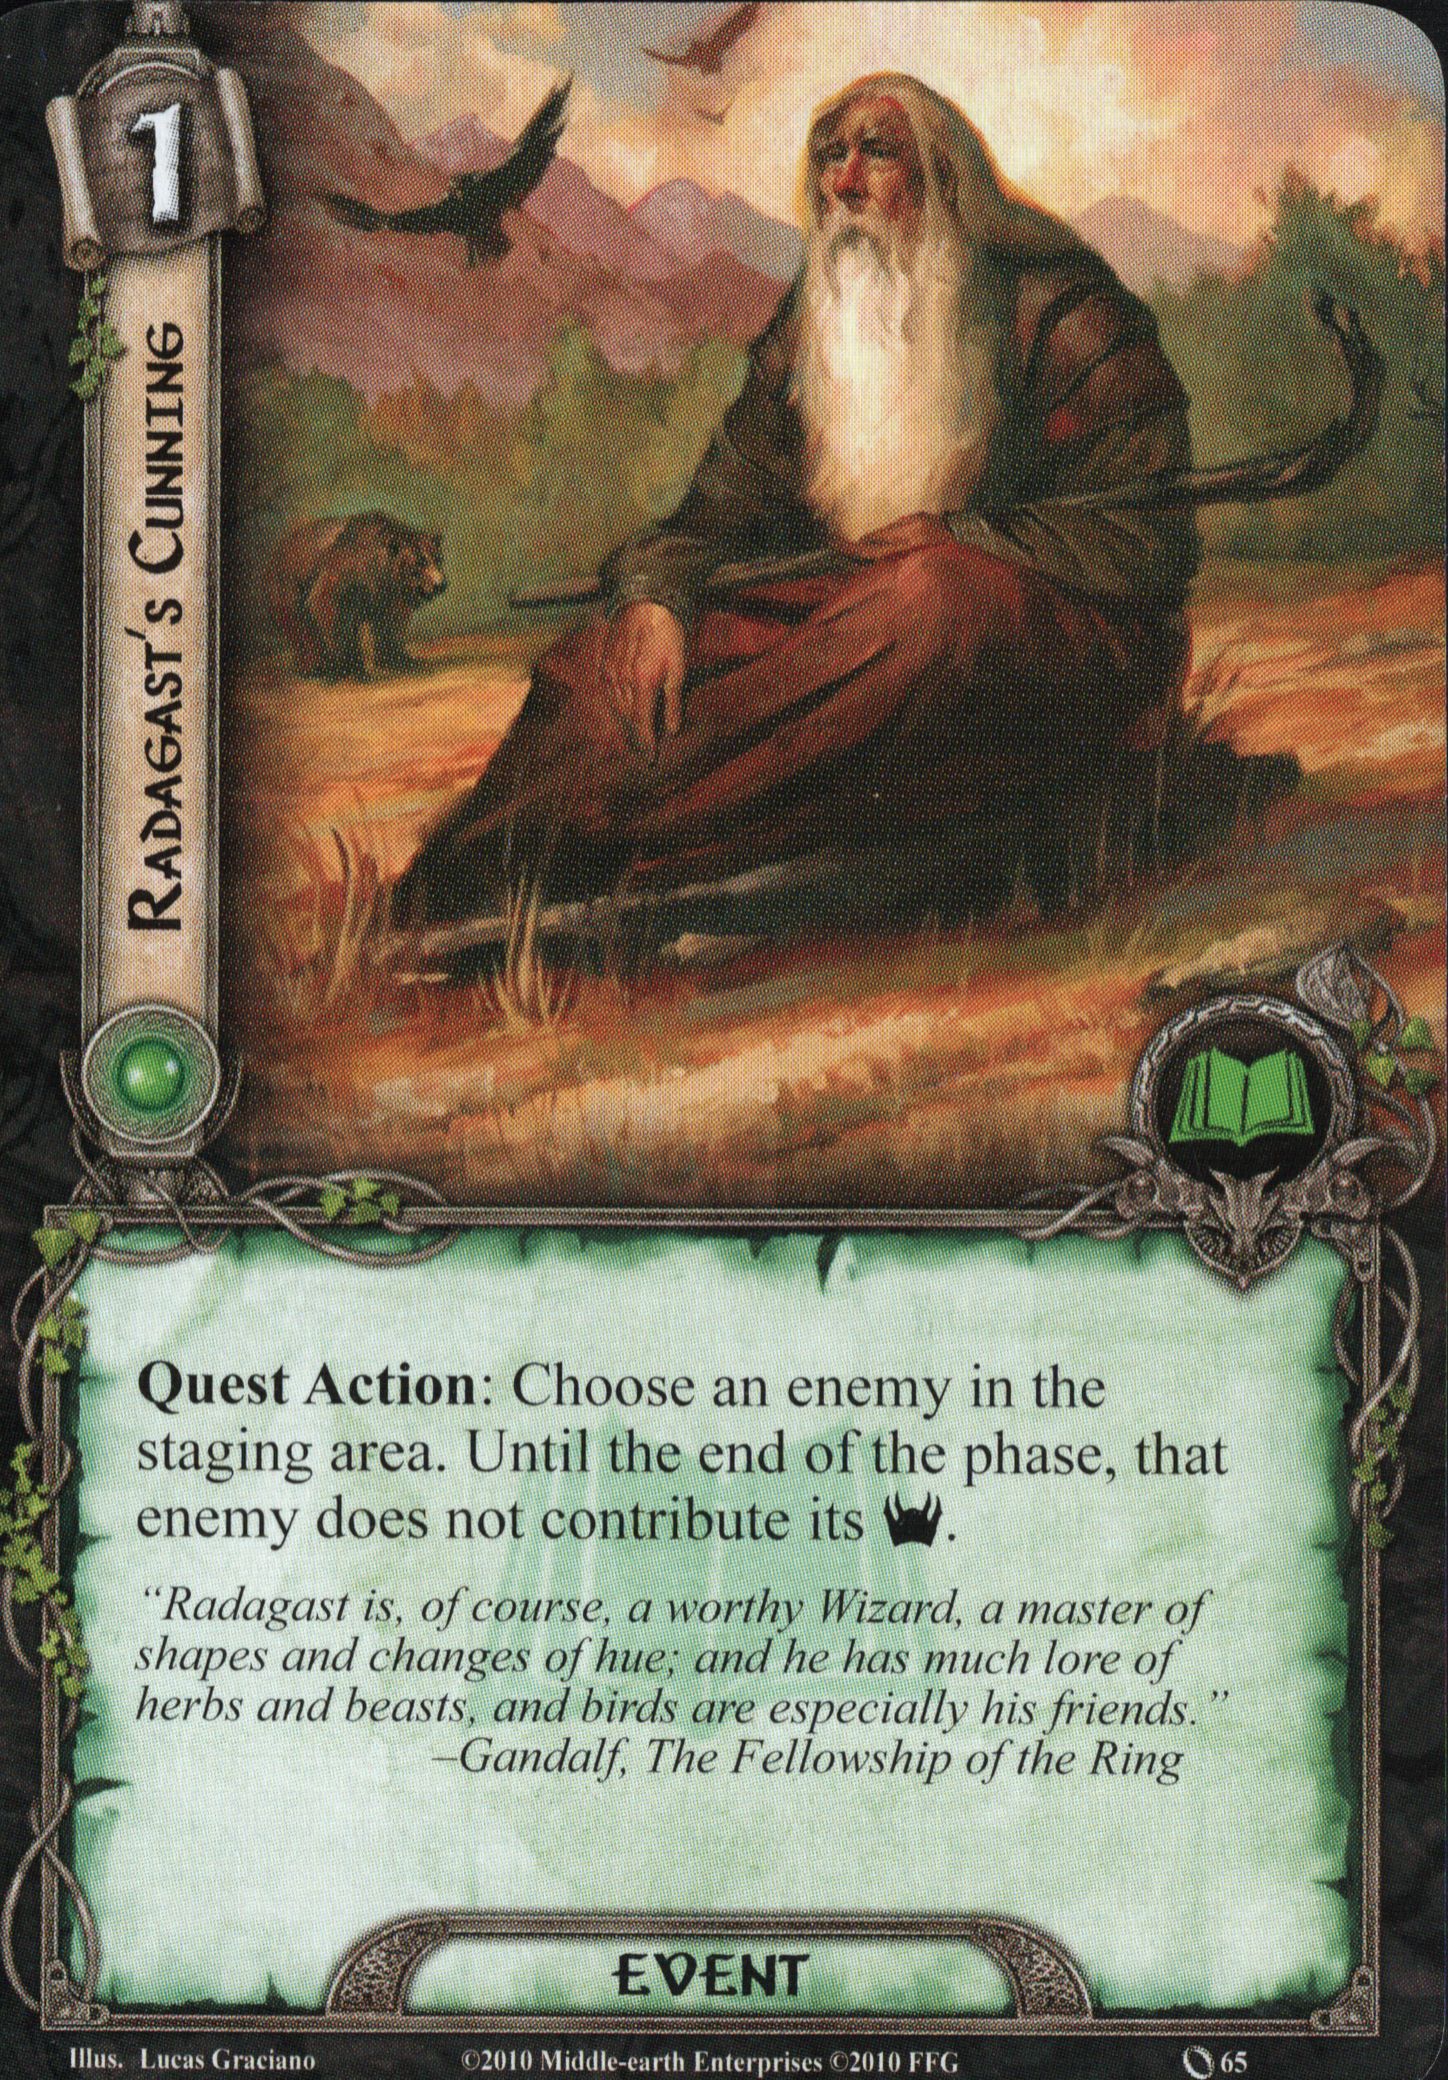 1
RADAGAST'S CUNNING
Quest Action: Choose an enemy in the
staging area. Until the end of the phase, that
enemy does not contribute its .
“Radagast is, of course, a worthy Wizard, a master of
shapes and changes of hue; and he has much lore of
herbs and beasts, and birds are especially his friends.”
–Gandalf, The Fellowship of the Ring
EVENT
Illus. Lucas Graciano
©2010 Middle-earth Enterprises ©2010 FFG
65